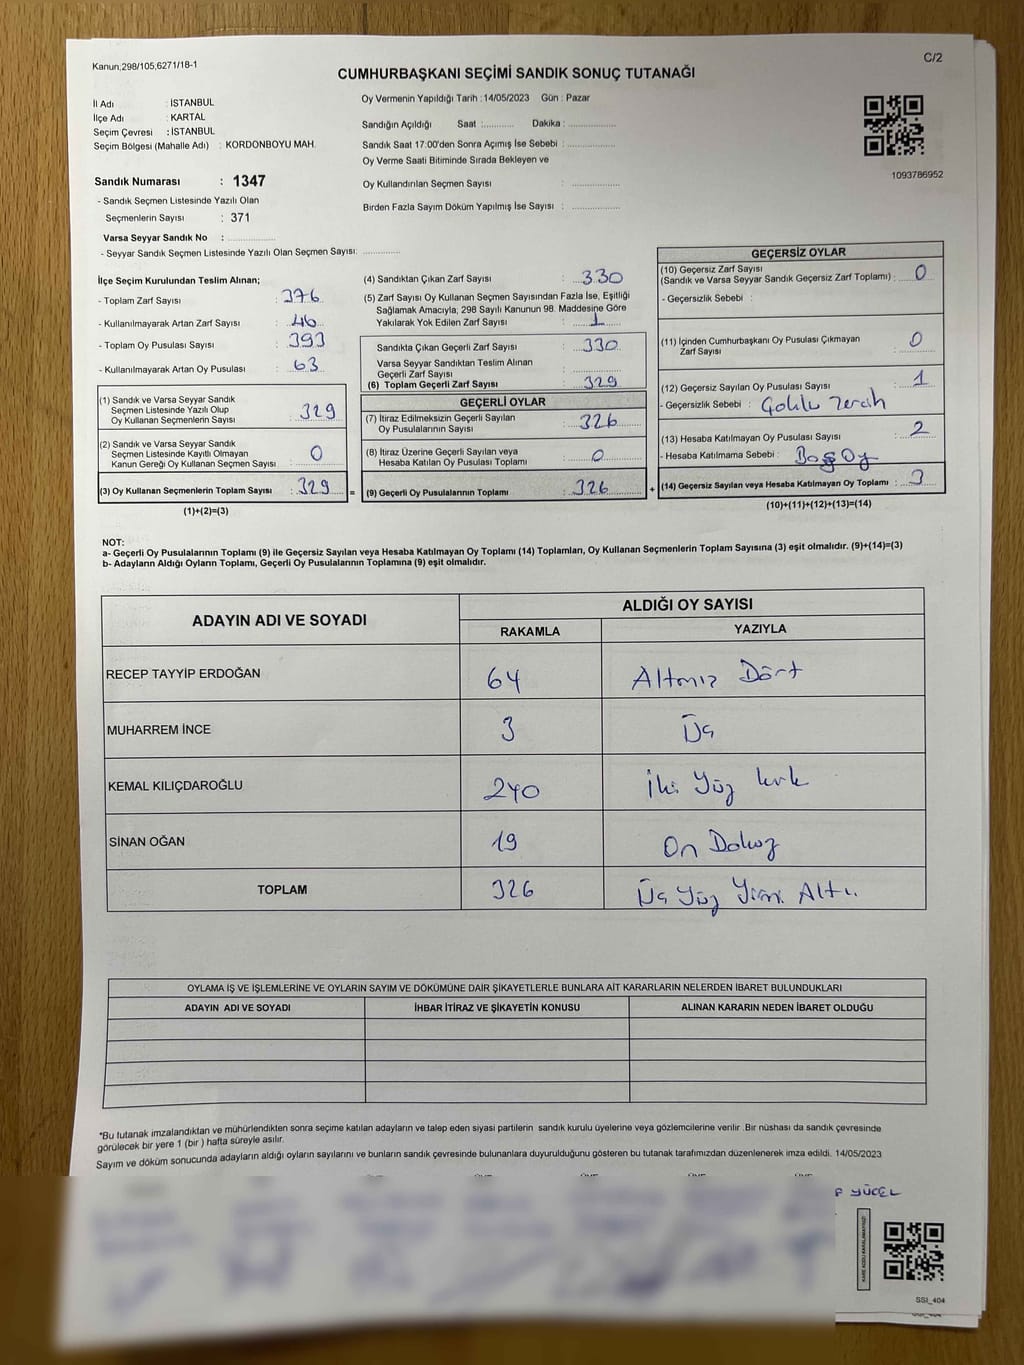 Kanun,298/105,6271/18-1
C/2
CUMHURBAŞKANI SEÇİMİ SANDIK SONUÇ TUTANAĞI
İl Adı : İSTANBUL
İlçe Adı : KARTAL
Seçim Çevresi : İSTANBUL
Seçim Bölgesi (Mahalle Adı) : KORDONBOYU MAH.
Oy Vermenin Yapıldığı Tarih : 14/05/2023 Gün : Pazar
Sandığın Açıldığı Saat :.......... Dakika : ................
Sandık Saat 17.00'den Sonra Açımış İse Sebebi : ................
Oy Verme Saati Bitiminde Sırada Bekleyen ve
Oy Kullandırılan Seçmen Sayısı : ................
Birden Fazla Sayım Döküm Yapılmış İse Sayısı : ................
1093786952
Sandık Numarası : 1347
- Sandık Seçmen Listesinde Yazılı Olan
Seçmenlerin Sayısı : 371
Varsa Seyyar Sandık No : ................
- Seyyar Sandık Seçmen Listesinde Yazılı Olan Seçmen Sayısı: ............
İlçe Seçim Kurulundan Teslim Alınan;
- Toplam Zarf Sayısı : 376
- Kullanılmayarak Artan Zarf Sayısı : 46
- Toplam Oy Pusulası Sayısı : 393
- Kullanılmayarak Artan Oy Pusulası : 63
(1) Sandık ve Varsa Seyyar Sandık
Seçmen Listesinde Yazılı Olup
Oy Kullanan Seçmenlerin Sayısı : 329
(2) Sandık ve Varsa Seyyar Sandık
Seçmen Listesinde Kayıtlı Olmayan
Kanun Gereği Oy Kullanan Seçmen Sayısı : 0
(3) Oy Kullanan Seçmenlerin Toplam Sayısı : 329 =
(1)+(2)=(3)
(4) Sandıktan Çıkan Zarf Sayısı : 330
(5) Zarf Sayısı Oy Kullanan Seçmen Sayısından Fazla İse, Eşitliği
Sağlamak Amacıyla; 298 Sayılı Kanunun 98. Maddesine Göre
Yakılarak Yok Edilen Zarf Sayısı : 1
Sandıkta Çıkan Geçerli Zarf Sayısı : 330
Varsa Seyyar Sandıktan Teslim Alınan
Geçerli Zarf Sayısı : ............
(6) Toplam Geçerli Zarf Sayısı : 329
GEÇERLİ OYLAR
(7) İtiraz Edilmeksizin Geçerli Sayılan
Oy Pusulalarının Sayısı : 326
(8) İtiraz Üzerine Geçerli Sayılan veya
Hesaba Katılan Oy Pusulası Toplamı : 0
(9) Geçerli Oy Pusulalarının Toplamı : 326 +
GEÇERSİZ OYLAR
(10) Geçersiz Zarf Sayısı
(Sandık ve Varsa Seyyar Sandık Geçersiz Zarf Toplamı) : 0
- Geçersizlik Sebebi :
(11) İçinden Cumhurbaşkanı Oy Pusulası Çıkmayan
Zarf Sayısı : 0
(12) Geçersiz Sayılan Oy Pusulası Sayısı : 1
- Geçersizlik Sebebi : Çoklu Tercih
(13) Hesaba Katılmayan Oy Pusulası Sayısı : 2
- Hesaba Katılmama Sebebi : Boş Oy
(14) Geçersiz Sayılan veya Hesaba Katılmayan Oy Toplamı : 3
(10)+(11)+(12)+(13)=(14)
NOT:
a- Geçerli Oy Pusulalarının Toplamı (9) ile Geçersiz Sayılan veya Hesaba Katılmayan Oy Toplamı (14) Toplamları, Oy Kullanan Seçmenlerin Toplam Sayısına (3) eşit olmalıdır. (9)+(14)=(3)
b- Adayların Aldığı Oyların Toplamı, Geçerli Oy Pusulalarının Toplamına (9) eşit olmalıdır.
ADAYIN ADI VE SOYADI ALDIĞI OY SAYISI
RAKAMLA YAZIYLA
RECEP TAYYİP ERDOĞAN 64 Altmış Dört
MUHARREM İNCE 3 Üç
KEMAL KILIÇDAROĞLU 240 İki Yüz kırk
SİNAN OĞAN 19 On Dokuz
TOPLAM 326 Üç Yüz Yirmi Altı
OYLAMA İŞ VE İŞLEMLERİNE VE OYLARIN SAYIM VE DÖKÜMÜNE DAİR ŞİKAYETLERLE BUNLARA AİT KARARLARIN NELERDEN İBARET BULUNDUKLARI
ADAYIN ADI VE SOYADI İHBAR İTİRAZ VE ŞİKAYETİN KONUSU ALINAN KARARIN NEDEN İBARET OLDUĞU
*Bu tutanak imzalandıktan ve mühürlendikten sonra seçime katılan adayların ve talep eden siyasi partilerin sandık kurulu üyelerine veya gözlemcilerine verilir .Bir nüshası da sandık çevresinde
görülecek bir yere 1 (bir ) hafta süreyle asılır.
Sayım ve döküm sonucunda adayların aldığı oyların sayılarını ve bunların sandık çevresinde bulunanlara duyurulduğunu gösteren bu tutanak tarafımızdan düzenlenerek imza edildi. 14/05/2023
YÜCEL
KARE KODU KARALAMAYINIZ!
SSI_404